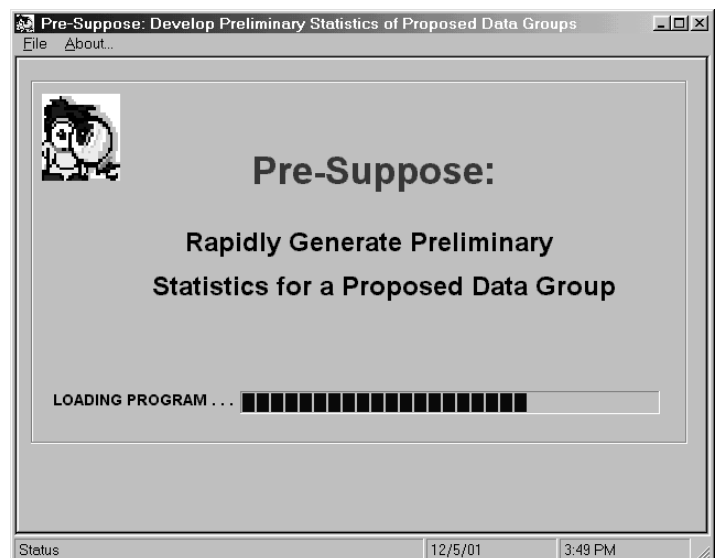 Pre-Suppose: Develop Preliminary Statistics of Proposed Data Groups
File About...
Pre-Suppose:
Rapidly Generate Preliminary
Statistics for a Proposed Data Group
LOADING PROGRAM . . .
Status 12/5/01 3:49 PM